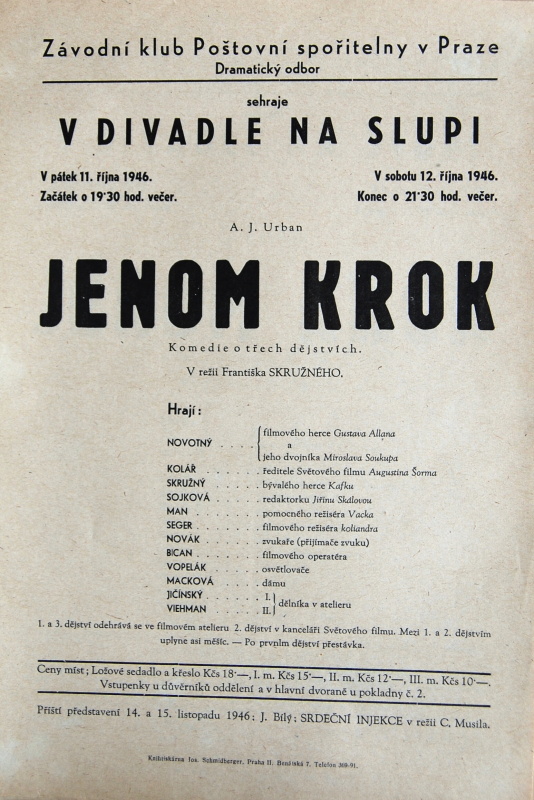 Závodní klub Poštovní spořitelny v Praze
Dramatický odbor
sehraje
V DIVADLE NA SLUPI
V pátek 11. října 1946. V sobotu 12. října 1946.
Začátek o 19·30 hod. večer. Konec o 21·30 hod. večer.
A. J. Urban
JENOM KROK
Komedie o třech dějstvích.
V režii Františka SKRUŽNÉHO.
Hrají:
NOVOTNÝ . . . . filmového herce Gustava Allana
a
jeho dvojníka Miroslava Soukupa
KOLÁŘ . . . . . . ředitele Světového filmu Augustina Šorma
SKRUŽNÝ . . . . . bývalého herce Kafku
SOJKOVÁ . . . . . redaktorku Jiřinu Skálovou
MAN . . . . . . . pomocného režiséra Vacka
SEGER . . . . . . filmového režiséra koliandra
NOVÁK . . . . . . zvukaře (přijímače zvuku)
BICAN . . . . . . filmového operatéra
VOPELÁK . . . . . osvětlovače
MACKOVÁ . . . . . dámu
JIČÍNSKÝ . . . . I. dělníka v atelieru
VIEHMAN . . . . . II.
1. a 3. dějství odehrává se ve filmovém atelieru 2. dějství v kanceláři Světového filmu. Mezi 1. a 2. dějstvím
uplyne asi měsíc. — Po prvním dějství přestávka.
Ceny míst; Ložové sedadlo a křeslo Kčs 18·—, I. m. Kčs 15·—, II. m. Kčs 12·—, III. m. Kčs 10·—.
Vstupenky u důvěrníků oddělení a v hlavní dvoraně u pokladny č. 2.
Příští představení 14. a 15. listopadu 1946; J. Bílý; SRDEČNÍ INJEKCE v režii C. Musila.
Knihtiskárna Jos. Schmidberger, Praha II. Benátská 7. Telefon 369-91.